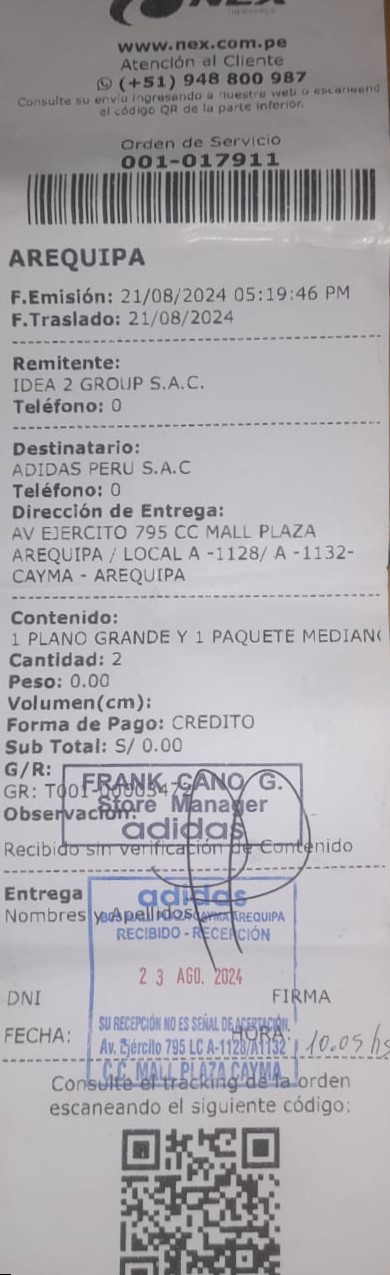 NEX
www.nex.com.pe
Atención al Cliente
(+51) 948 800 987
Consulte su envío ingresando a nuestra web o escaneando
el código QR de la parte inferior.
Orden de Servicio
001-017911
AREQUIPA
F.Emisión: 21/08/2024 05:19:46 PM
F.Traslado: 21/08/2024
Remitente:
IDEA 2 GROUP S.A.C.
Teléfono: 0
Destinatario:
ADIDAS PERU S.A.C
Teléfono: 0
Dirección de Entrega:
AV EJERCITO 795 CC MALL PLAZA
AREQUIPA / LOCAL A -1128/ A -1132-
CAYMA - AREQUIPA
Contenido:
1 PLANO GRANDE Y 1 PAQUETE MEDIANO
Cantidad: 2
Peso: 0.00
Volumen(cm):
Forma de Pago: CREDITO
Sub Total: S/ 0.00
G/R:
FRANK CANO G.
GR:
Store Manager
Observación:
adidas
Recibido sin verificación de Contenido
Entrega
adidas
Nombres y Apellidos
CAYMA AREQUIPA
RECIBIDO - RECEPCIÓN
23 AGO. 2024
DNI FIRMA
SU RECEPCIÓN NO ES SEÑAL DE ACEPTACIÓN
FECHA: HORA: 10:05 hs
Av. Ejército 795 LC A-1128/A1132
C.C. MALL PLAZA CAYMA
Consulte el tracking de la orden
escaneando el siguiente código: